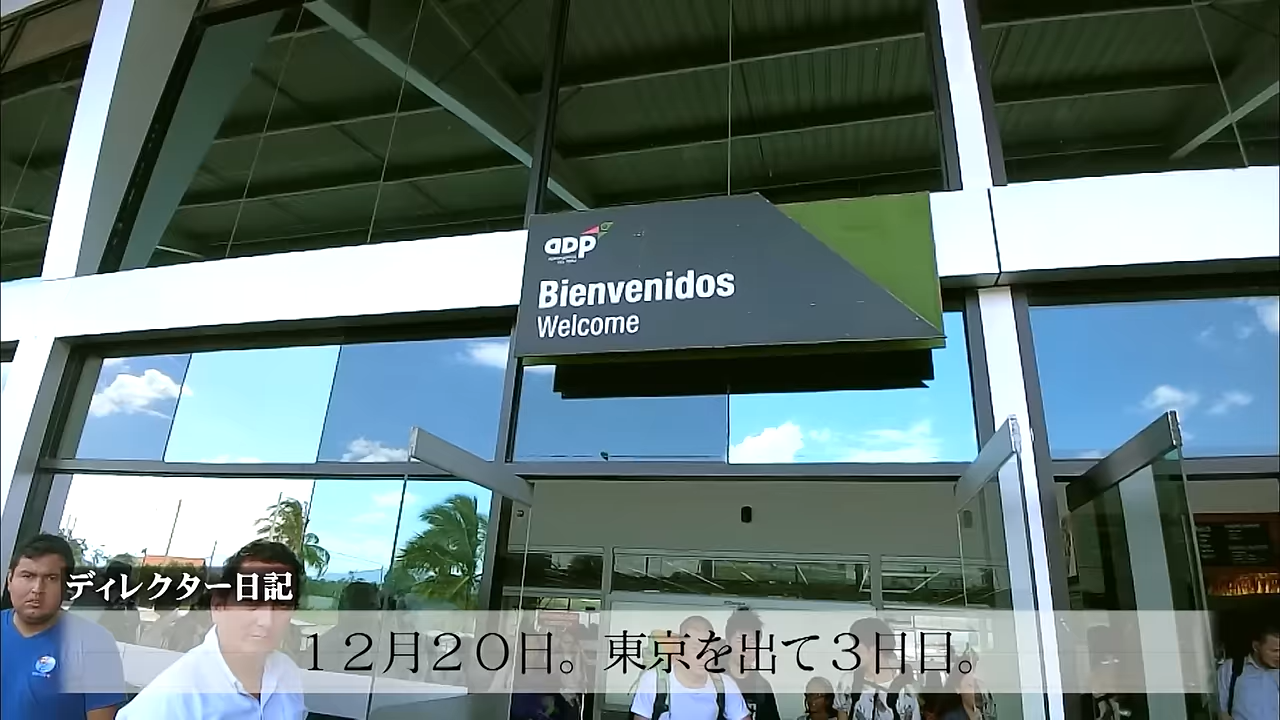 adp
Bienvenidos
Welcome
ディレクター日記
１２月２０日。東京を出て３日目。